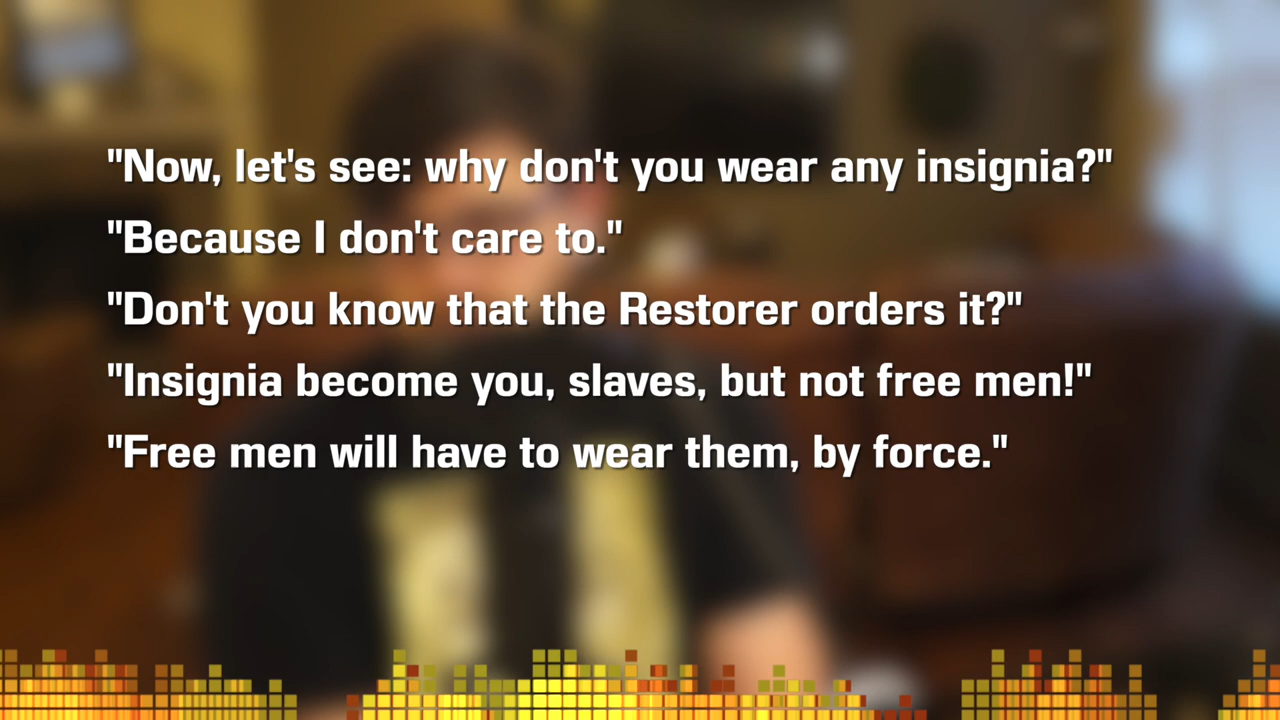 "Now, let's see: why don't you wear any insignia?"
"Because I don't care to."
"Don't you know that the Restorer orders it?"
"Insignia become you, slaves, but not free men!"
"Free men will have to wear them, by force."